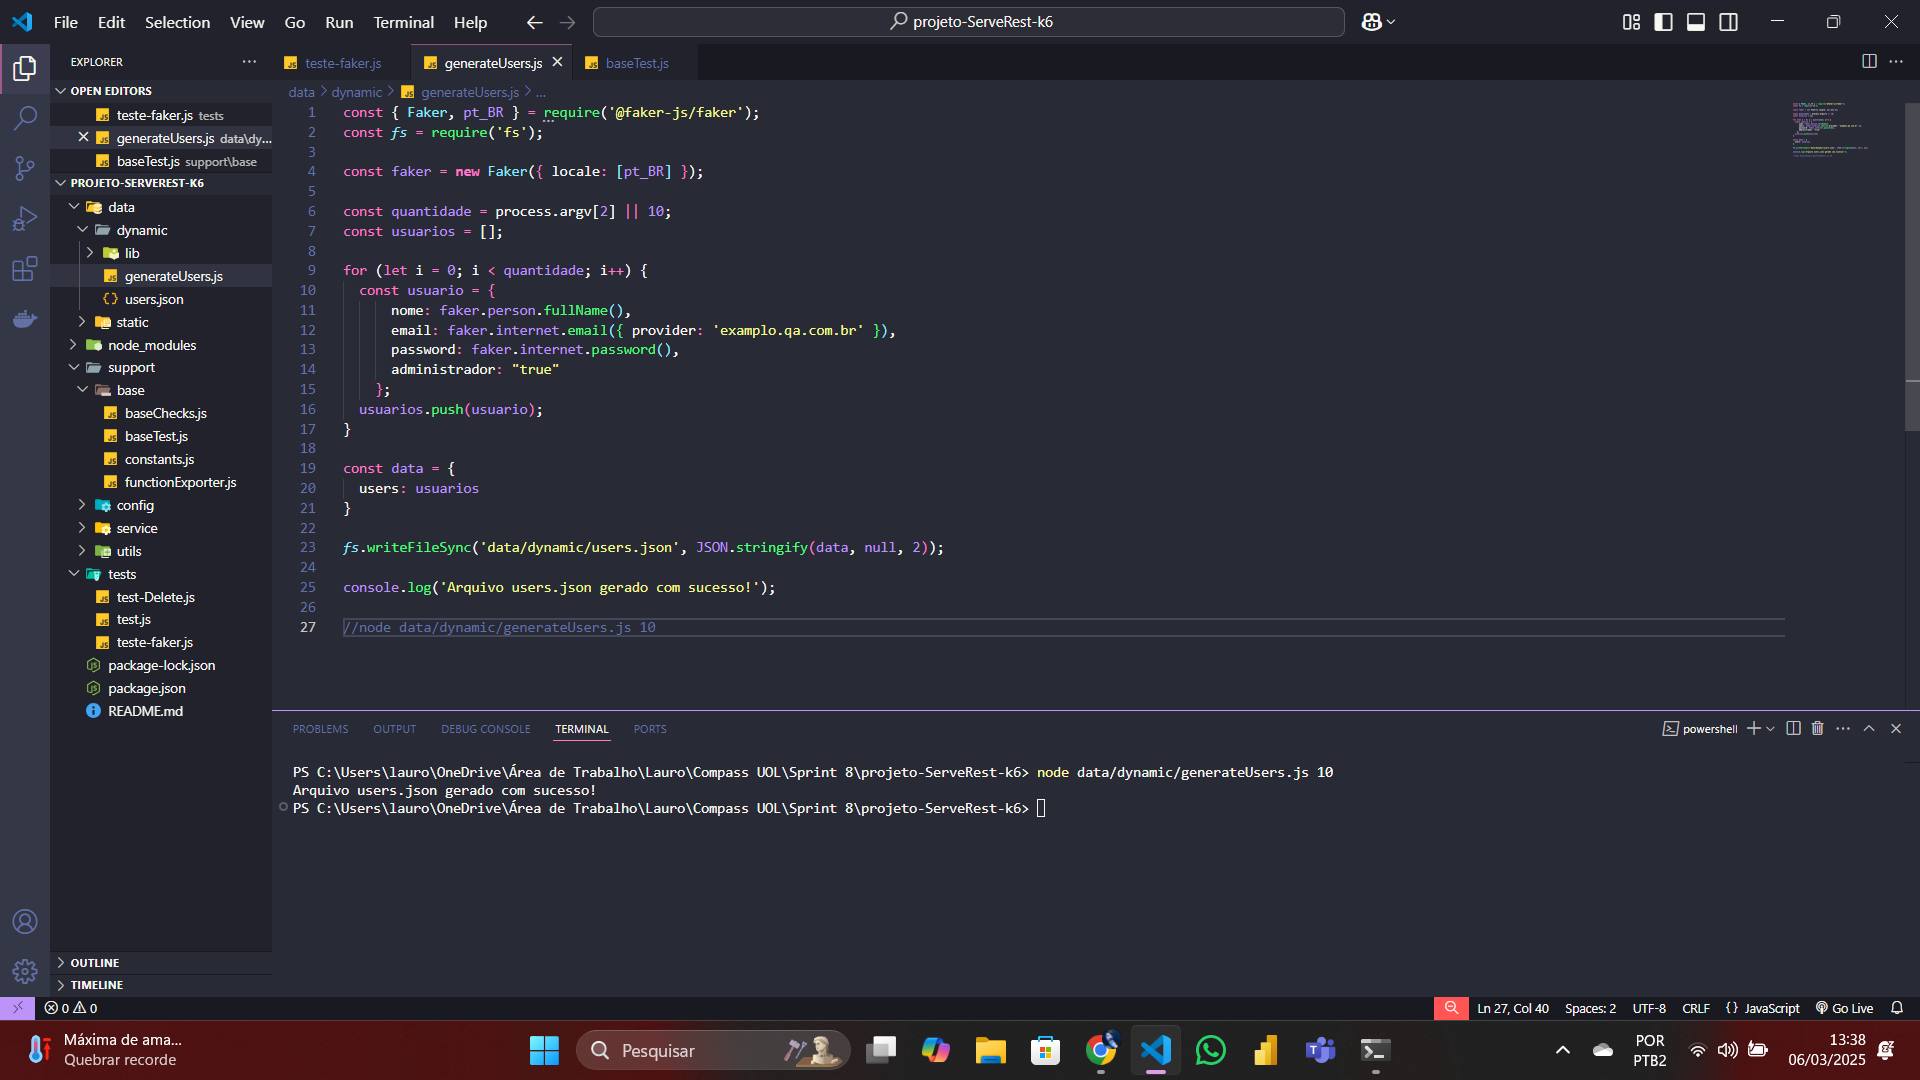 File Edit Selection View Go Run Terminal Help
projeto-ServeRest-k6
EXPLORER
OPEN EDITORS
teste-faker.js tests
generateUsers.js data\dy...
baseTest.js support\base
PROJETO-SERVEREST-K6
data
dynamic
lib
generateUsers.js
users.json
static
node_modules
support
base
baseChecks.js
baseTest.js
constants.js
functionExporter.js
config
service
utils
tests
test-Delete.js
test.js
teste-faker.js
package-lock.json
package.json
README.md
OUTLINE
TIMELINE
teste-faker.js generateUsers.js baseTest.js
data > dynamic > generateUsers.js > ...
1 const { Faker, pt_BR } = require('@faker-js/faker');
2 const fs = require('fs');
3
4 const faker = new Faker({ locale: [pt_BR] });
5
6 const quantidade = process.argv[2] || 10;
7 const usuarios = [];
8
9 for (let i = 0; i < quantidade; i++) {
10 const usuario = {
11 nome: faker.person.fullName(),
12 email: faker.internet.email({ provider: 'examplo.qa.com.br' }),
13 password: faker.internet.password(),
14 administrador: "true"
15 };
16 usuarios.push(usuario);
17 }
18
19 const data = {
20 users: usuarios
21 }
22
23 fs.writeFileSync('data/dynamic/users.json', JSON.stringify(data, null, 2));
24
25 console.log('Arquivo users.json gerado com sucesso!');
26
27 //node data/dynamic/generateUsers.js 10
PROBLEMS OUTPUT DEBUG CONSOLE TERMINAL PORTS
powershell
PS C:\Users\lauro\OneDrive\Área de Trabalho\Lauro\Compass UOL\Sprint 8\projeto-ServeRest-k6> node data/dynamic/generateUsers.js 10
Arquivo users.json gerado com sucesso!
PS C:\Users\lauro\OneDrive\Área de Trabalho\Lauro\Compass UOL\Sprint 8\projeto-ServeRest-k6>
0 0
Ln 27, Col 40 Spaces: 2 UTF-8 CRLF {} JavaScript Go Live
Máxima de ama...
Quebrar recorde
Pesquisar
POR
PTB2
13:38
06/03/2025